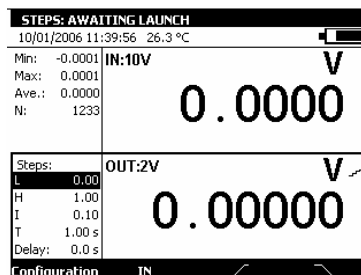 STEPS: AWAITING LAUNCH
10/01/2006 11:39:56 26.3 °C
Min: -0.0001
Max: 0.0001
Ave.: 0.0000
N: 1233
IN:10V V
0.0000
Steps:
L 0.00
H 1.00
I 0.10
T 1.00 s
Delay: 0.0 s
OUT:2V V
0.00000
Configuration IN